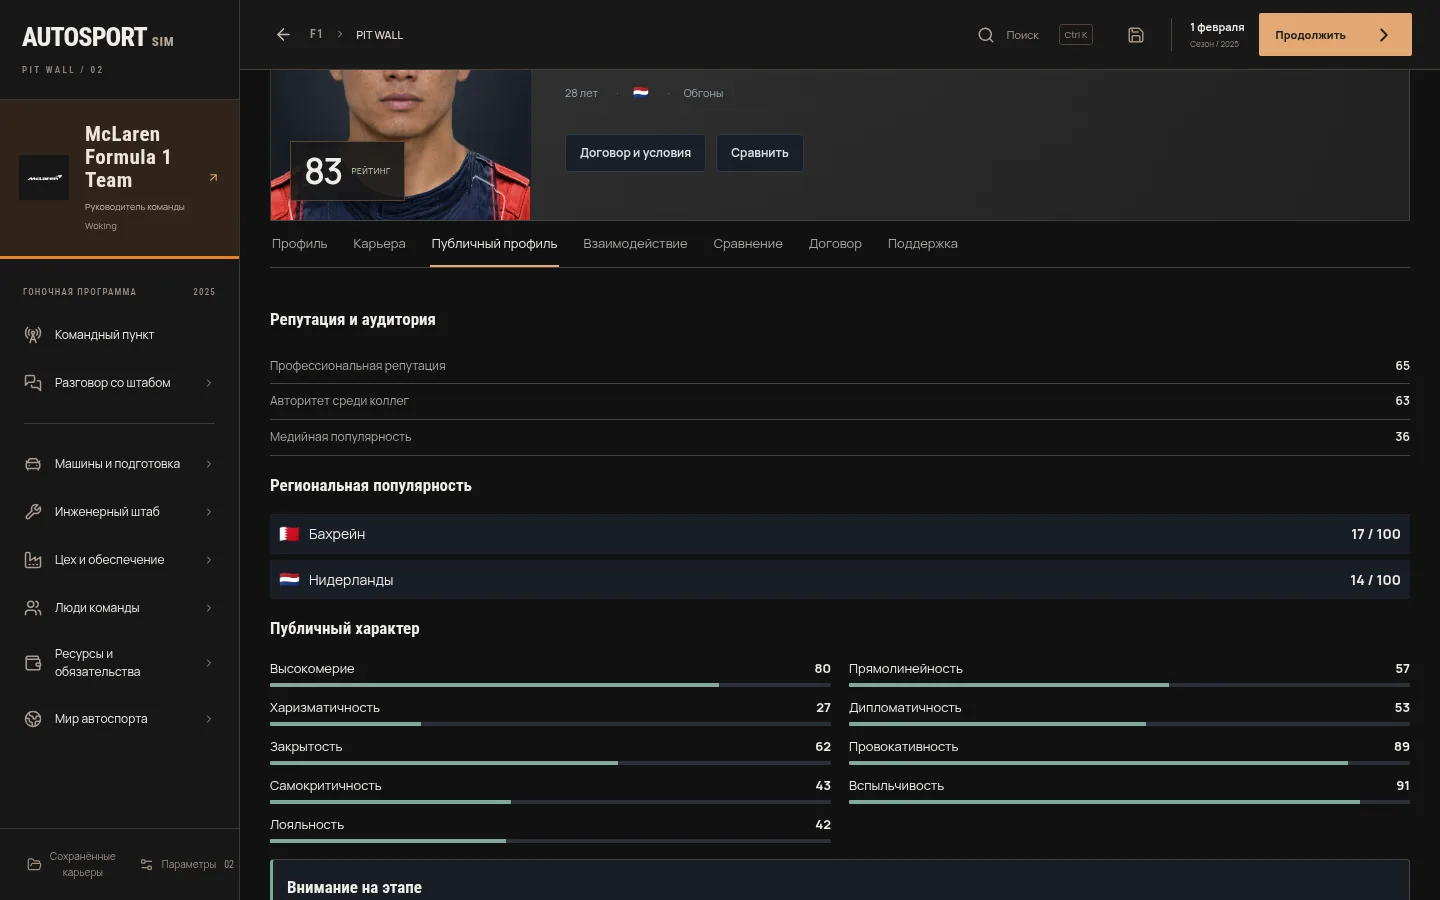 AUTOSPORT SIM
PIT WALL / 02
McLaren
Formula 1
Team
Руководитель команды
Woking
McLaren
ГОНОЧНАЯ ПРОГРАММА 2025
Командный пункт
Разговор со штабом
Машины и подготовка
Инженерный штаб
Цех и обеспечение
Люди команды
Ресурсы и
обязательства
Мир автоспорта
Сохранённые
карьеры
Параметры 02
F1 PIT WALL
Поиск Ctrl K
1 февраля
Сезон / 2025
Продолжить
28 лет · · Обгоны
83 РЕЙТИНГ
Договор и условия Сравнить
Профиль Карьера Публичный профиль Взаимодействие Сравнение Договор Поддержка
Репутация и аудитория
Профессиональная репутация 65
Авторитет среди коллег 63
Медийная популярность 36
Региональная популярность
Бахрейн 17 / 100
Нидерланды 14 / 100
Публичный характер
Высокомерие 80 Прямолинейность 57
Харизматичность 27 Дипломатичность 53
Закрытость 62 Провокативность 89
Самокритичность 43 Вспыльчивость 91
Лояльность 42
Внимание на этапе